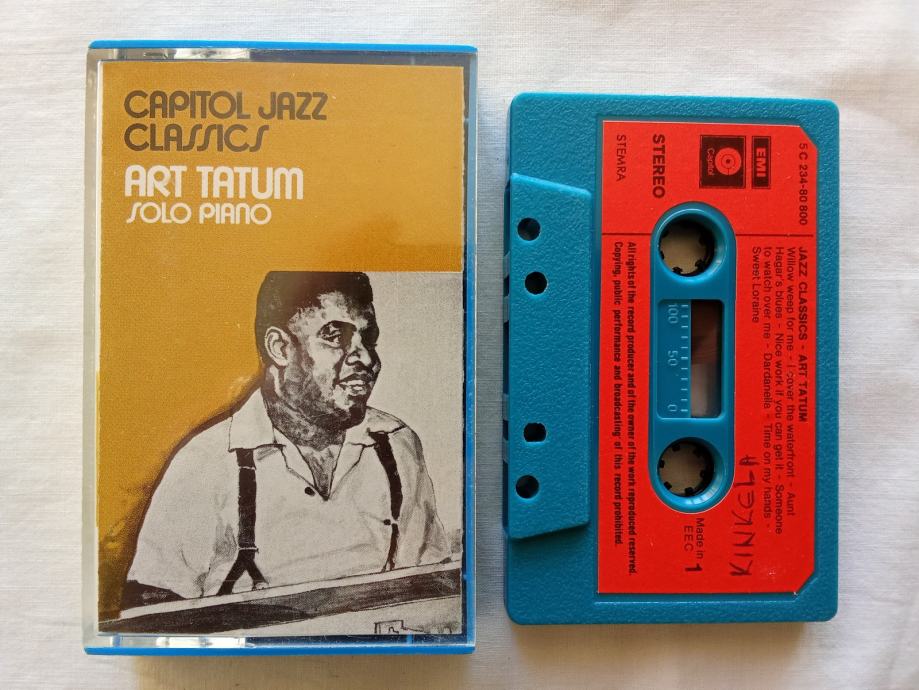 CAPITOL JAZZ
CLASSICS
ART TATUM
SOLO PIANO
5C 234-80 800
EMI
Capitol
STEREO
STEMRA
JAZZ CLASSICS - ART TATUM
Willow weep for me - I cover the waterfront - Aunt
Hagar's blues - Nice work if you can get it - Someone
to watch over me - Dardanella - Time on my hands -
Sweet Loraine
100 50 0
Made in
EEC
1
All rights of the record producer and of the owner of the work reproduced reserved.
Copying, public performance and broadcasting of this record prohibited.